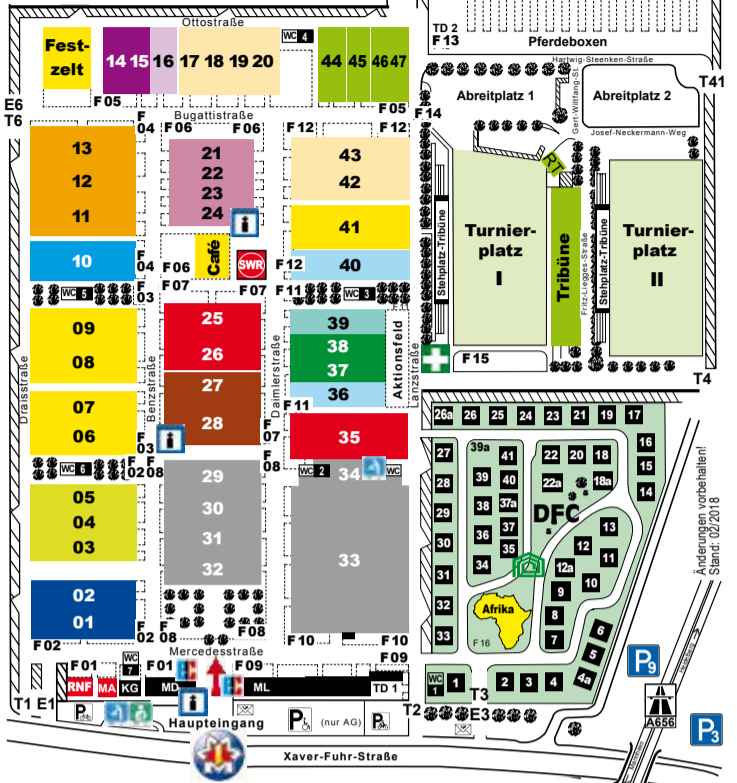 Ottostraße
Fest-
zelt
14 15 16 17 18 19 20
WC 4
44 45 46 47
TD 2
F 13
Pferdeboxen
Hartwig-Steenken-Straße
T41
E6
T6
F 05
F 05
Abreitplatz 1
Gert-Wiltfang-St.
Abreitplatz 2
Bugattistraße
F 14
Josef-Neckermann-Weg
F 04
F 06
F 06
F 12
F 12
13
12
11
21
22
23
24
43
42
41
RT
Turnier-
platz
I
Stehplatz-Tribüne
Tribüne
Fritz-Liegges-Straße
Stehplatz-Tribüne
Turnier-
platz
II
10
F 04
F 06
Café
SWR
F 12
40
F 03
F 07
F 07
F 11
WC 5
WC 3
F11
09
08
25
26
39
38
37
36
Aktionsfeld
Lanzstraße
F 15
T4
Draisstraße
Benzstraße
Daimlerstraße
07
06
27
28
F 11
F 03
F 07
35
WC 6
F 02
F 08
F 08
WC 2
34
WC
05
04
03
29
30
31
32
33
02
01
F 02
F 02
F 08
F 08
F 10
F 10
Mercedesstraße
26a 26 25 24 23 21 19 17
27
28
29
30
31
32
33
39a
41
39
40
38
37a
37
36
35
34
22 20 18
22a
18a
DFC
16
15
14
13
12
11
12a
10
9
8
7
Afrika
F 16
6
5
4a
WC 1
1
2 3 4
T3
T2
E3
Änderungen vorbehalten!
Stand: 02/2018
F 01
WC 7
F01
F 09
F09
RNF
MA
KG
MD
ML
TD 1
T1 E1
P
Haupteingang
P
(nur AG)
P
P9
A656
P3
Heidelberg
Mannheim
M
Xaver-Fuhr-Straße